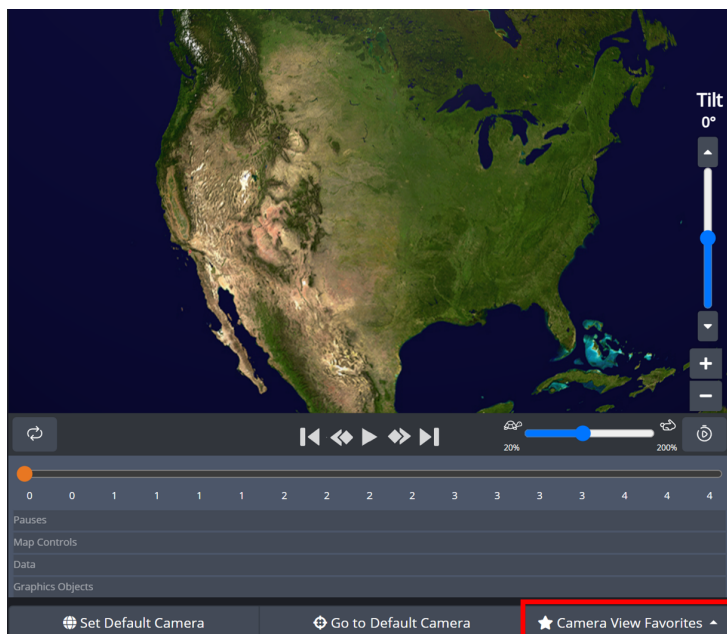 Tilt
0°
20%
200%
0 0 1 1 1 1 2 2 2 2 3 3 3 3 4 4 4
Pauses
Map Controls
Data
Graphics Objects
Set Default Camera
Go to Default Camera
Camera View Favorites